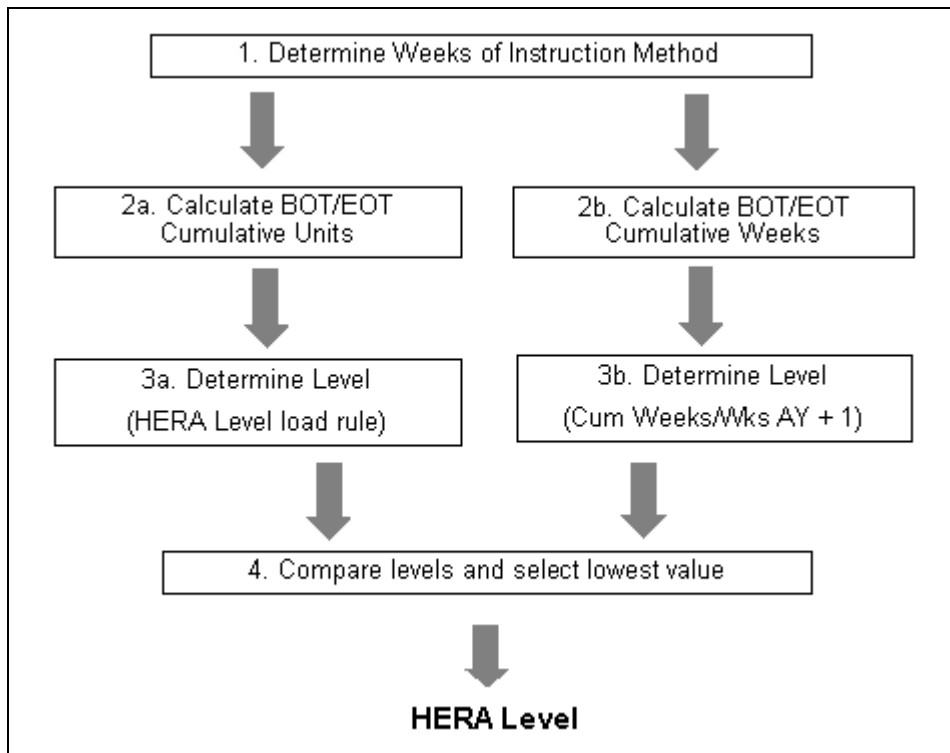 1. Determine Weeks of Instruction Method
2a. Calculate BOT/EOT
Cumulative Units
2b. Calculate BOT/EOT
Cumulative Weeks
3a. Determine Level
(HERA Level load rule)
3b. Determine Level
(Cum Weeks/Wks AY + 1)
4. Compare levels and select lowest value
HERA Level